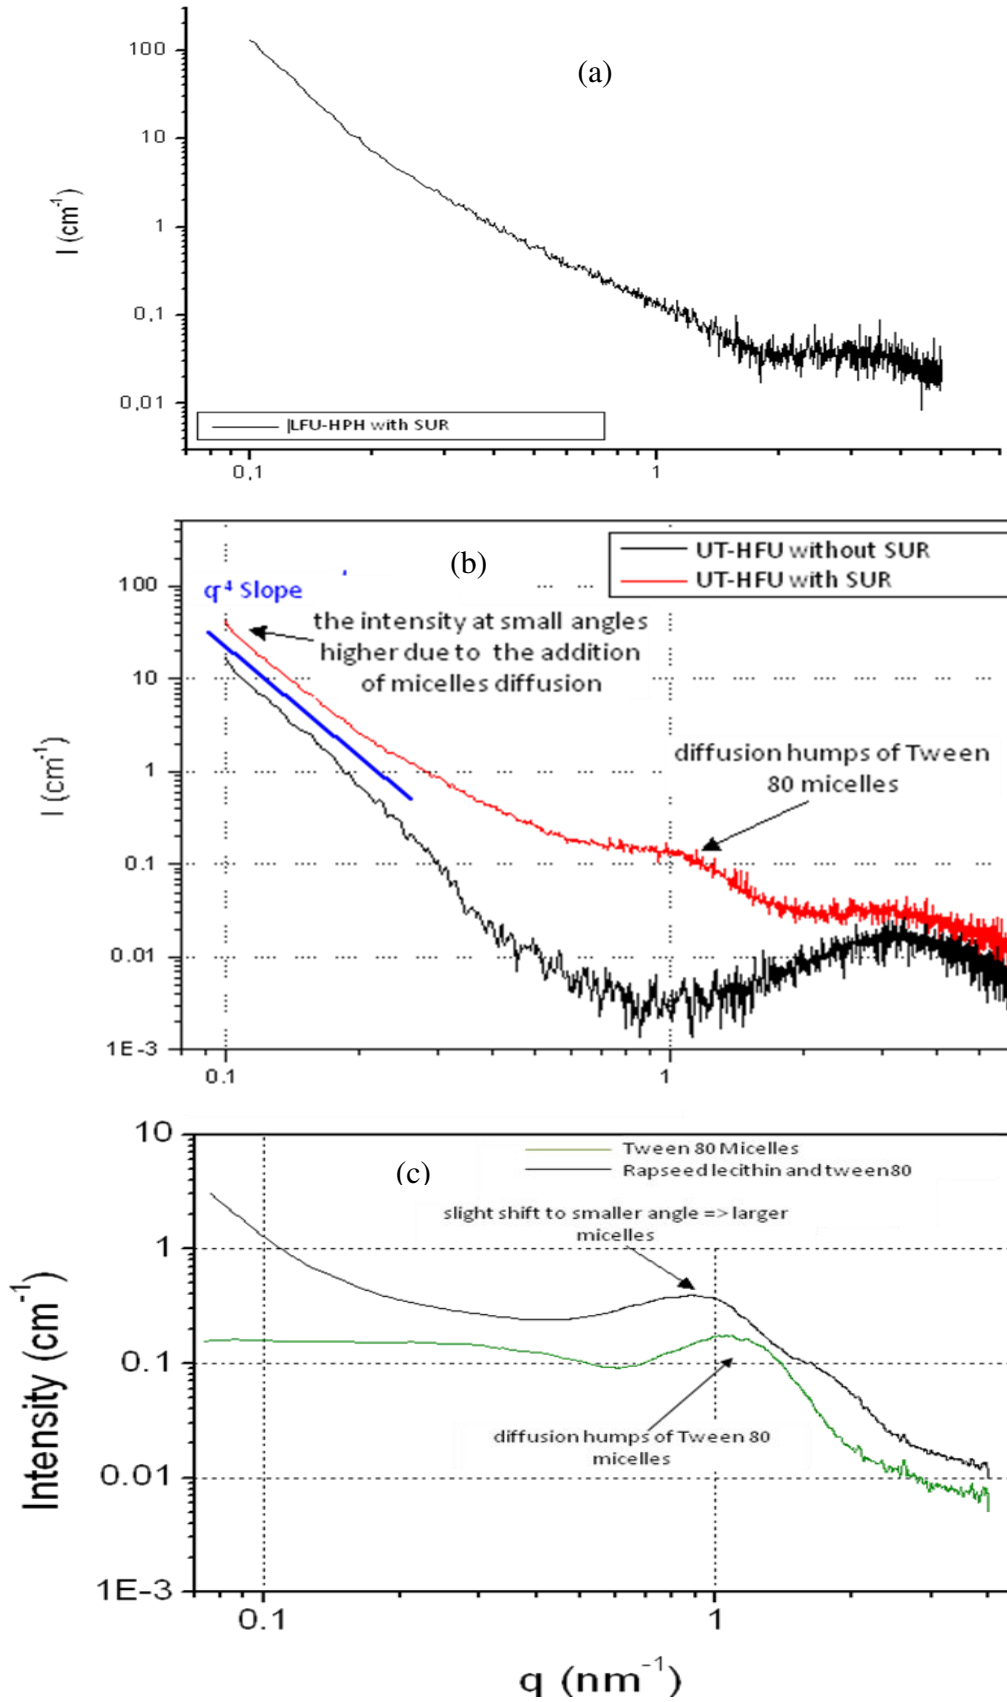 100
10
1
0,1
0,01
I (cm-1)
(a)
|LFU-HPH with SUR
0,1
1
100
10
1
0.1
0.01
1E-3
I (cm-1)
(b)
UT-HFU without SUR
UT-HFU with SUR
q-4 Slope
the intensity at small angles
higher due to the addition
of micelles diffusion
diffusion humps of Tween
80 micelles
0.1
1
10
1
0.1
0.01
1E-3
Intensity (cm-1)
(c)
Tween 80 Micelles
Rapseed lecithin and tween80
slight shift to smaller angle => larger
micelles
diffusion humps of Tween 80
micelles
0.1
1
q (nm-1)